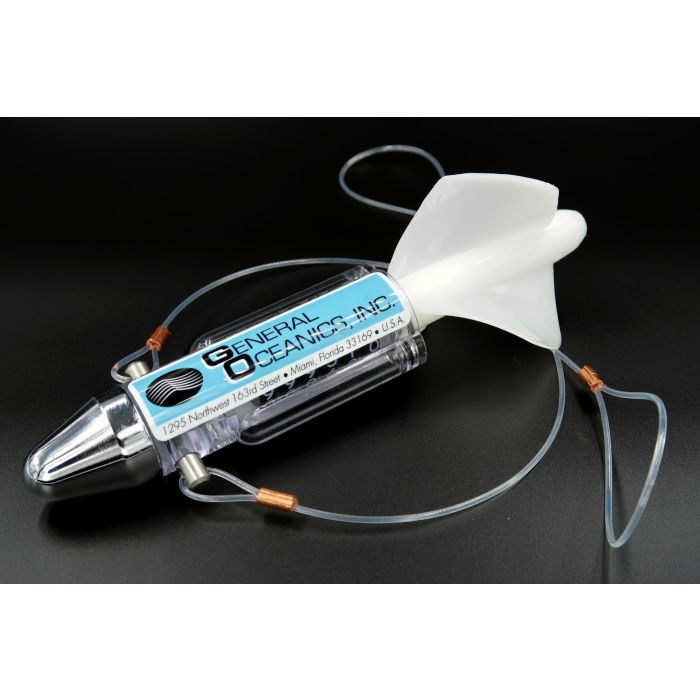 GENERAL
OCEANICS, INC.
1295 Northwest 163rd Street • Miami, Florida 33169 • U.S.A.